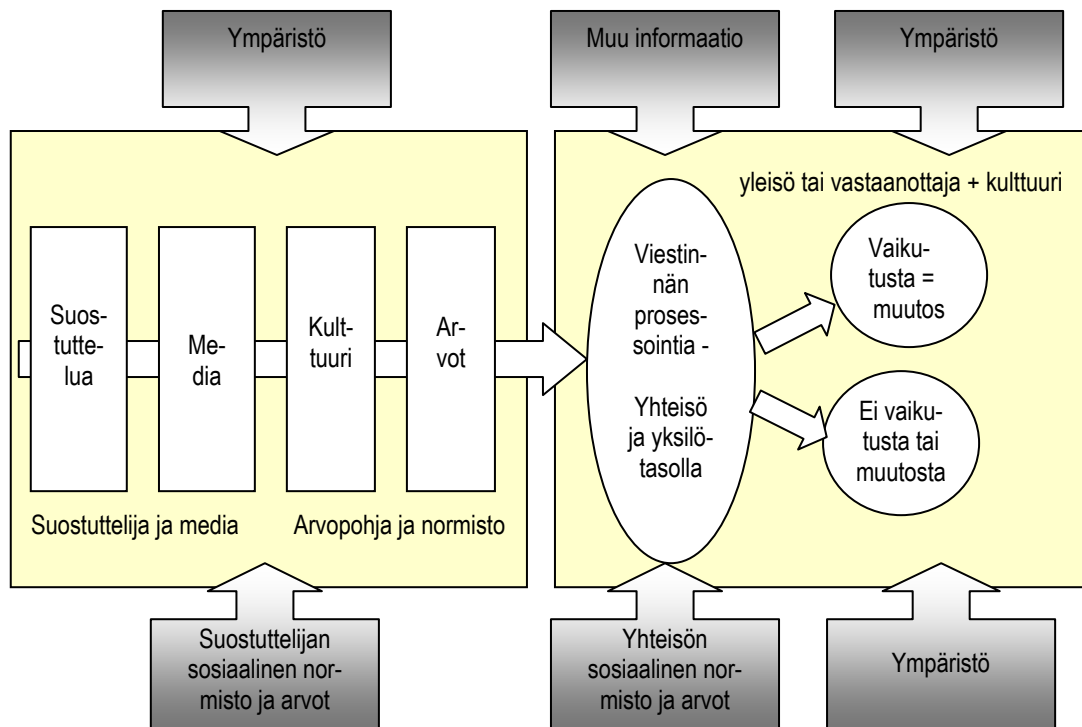 Ympäristö
Muu informaatio
Ympäristö
yleisö tai vastaanottaja + kulttuuri
Suos-
tutte-
lua
Me-
dia
Kult-
tuuri
Ar-
vot
Viestin-
nän
proses-
sointia -
Yhteisö
ja yksilö-
tasolla
Vaiku-
tusta =
muutos
Ei vaiku-
tusta tai
muutosta
Suostuttelija ja media
Arvopohja ja normisto
Suostuttelijan
sosiaalinen nor-
misto ja arvot
Yhteisön
sosiaalinen nor-
misto ja arvot
Ympäristö